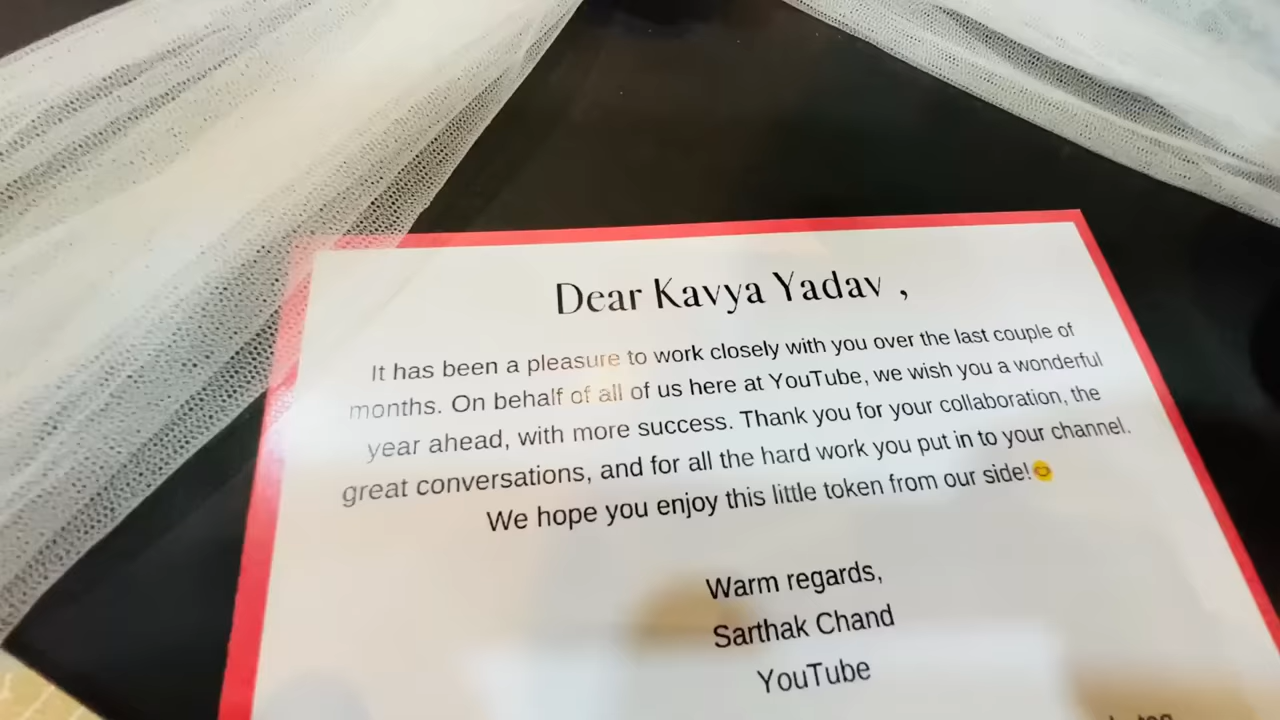 Dear Kavya Yadav ,
It has been a pleasure to work closely with you over the last couple of
months. On behalf of all of us here at YouTube, we wish you a wonderful
year ahead, with more success. Thank you for your collaboration, the
great conversations, and for all the hard work you put in to your channel.
We hope you enjoy this little token from our side!😊
Warm regards,
Sarthak Chand
YouTube